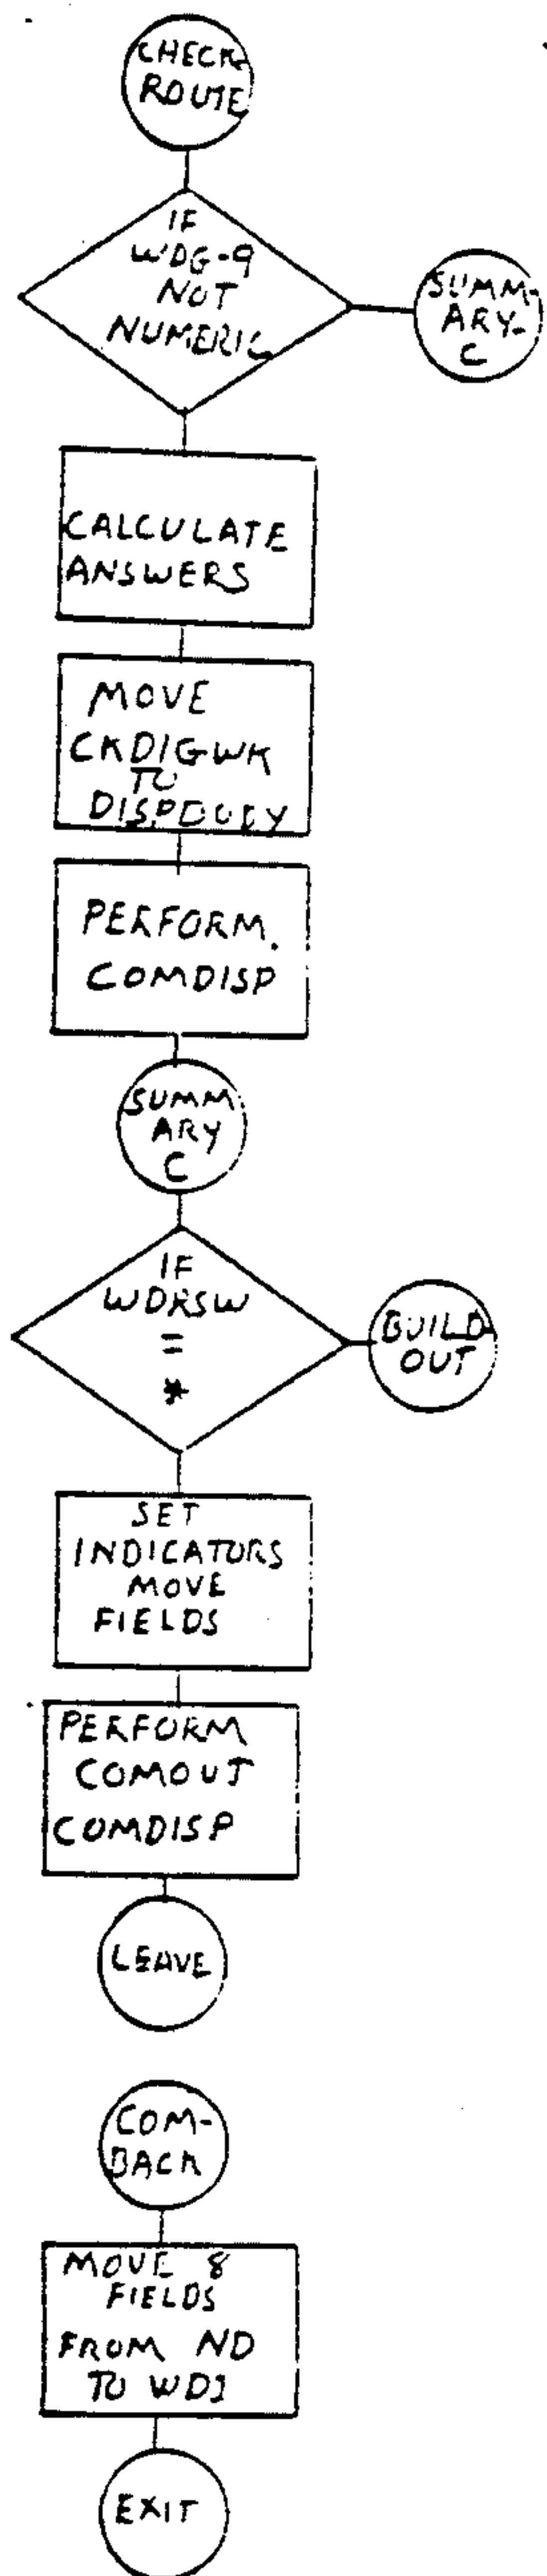 CHECK-
ROUTE
IF
WDG-9
NOT
NUMERIC
SUMM-
ARY-
C
CALCULATE
ANSWERS
MOVE
CKDIGWK
TO
DISPBODY
PERFORM
COMDISP
SUMM
ARY
C
IF
WDRSW
=
*
BUILD-
OUT
SET
INDICATORS
MOVE
FIELDS
PERFORM
COMOUT
COMDISP
LEAVE
COM-
BACK
MOVE 8
FIELDS
FROM ND
TO WDJ
EXIT